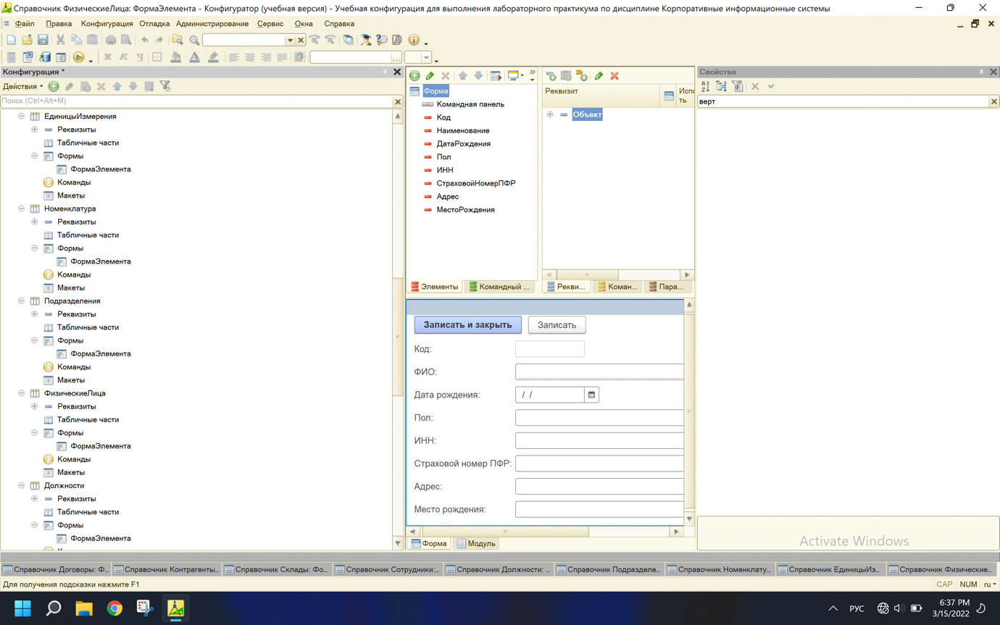 Справочник ФизическиеЛица: ФормаЭлемента - Конфигуратор (учебная версия) - Учебная конфигурация для выполнения лабораторного практикума по дисциплине Корпоративные информационные системы
Файл Правка Конфигурация Отладка Администрирование Сервис Окна Справка
Ж К Ч
Конфигурация *
Действия
Поиск (Ctrl+Alt+M)
ЕдиницыИзмерения
Реквизиты
Табличные части
Формы
ФормаЭлемента
Команды
Макеты
Номенклатура
Реквизиты
Табличные части
Формы
ФормаЭлемента
Команды
Макеты
Подразделения
Реквизиты
Табличные части
Формы
ФормаЭлемента
Команды
Макеты
ФизическиеЛица
Реквизиты
Табличные части
Формы
ФормаЭлемента
Команды
Макеты
Должности
Реквизиты
Табличные части
Формы
ФормаЭлемента
Форма
Командная панель
Код
Наименование
ДатаРождения
Пол
ИНН
СтраховойНомерПФР
Адрес
МестоРождения
Элементы Командный ...
Реквизит Испо
ть
Объект
Рекви... Коман... Пара...
Записать и закрыть Записать
Код:
ФИО:
Дата рождения: / /
Пол:
ИНН:
Страховой номер ПФР:
Адрес:
Место рождения:
Форма Модуль
Свойства
верт
Activate Windows
Go to Settings to activate Windows.
Справочник Договоры: Ф... Справочник Контрагенты... Справочник Склады: Фо... Справочник Сотрудники:... Справочник Должности: ... Справочник Подразделе... Справочник Номенклату... Справочник ЕдиницыИз... Справочник Физические...
Для получения подсказки нажмите F1 CAP NUM ru
РУС
6:37 PM
3/15/2022